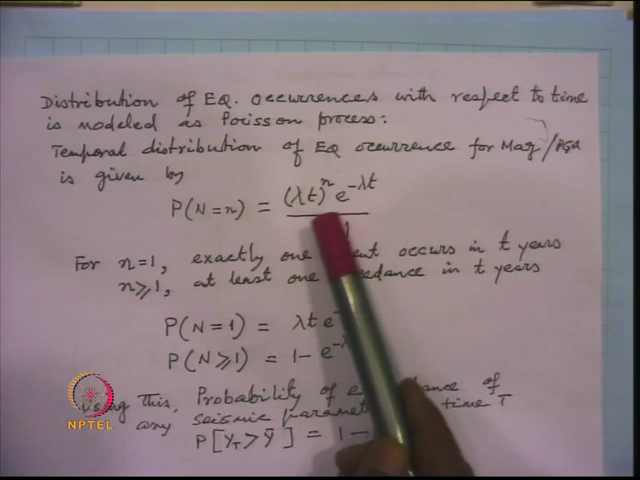 Distribution of EQ. occurrences with respect to time
is modeled as Poisson process:
Temporal distribution of EQ occurrence for Mag/PGA
is given by
P(N=n) = (λt)ⁿ e^{-λt} /
For n=1, exactly one occurs in t years
n≥1, at least one in t years
P(N=1) = λt e
P(N≥1) = 1 - e
Using this, Probability of of
any seismic time T
P[Y_T > Ȳ] = 1 -
NPTEL